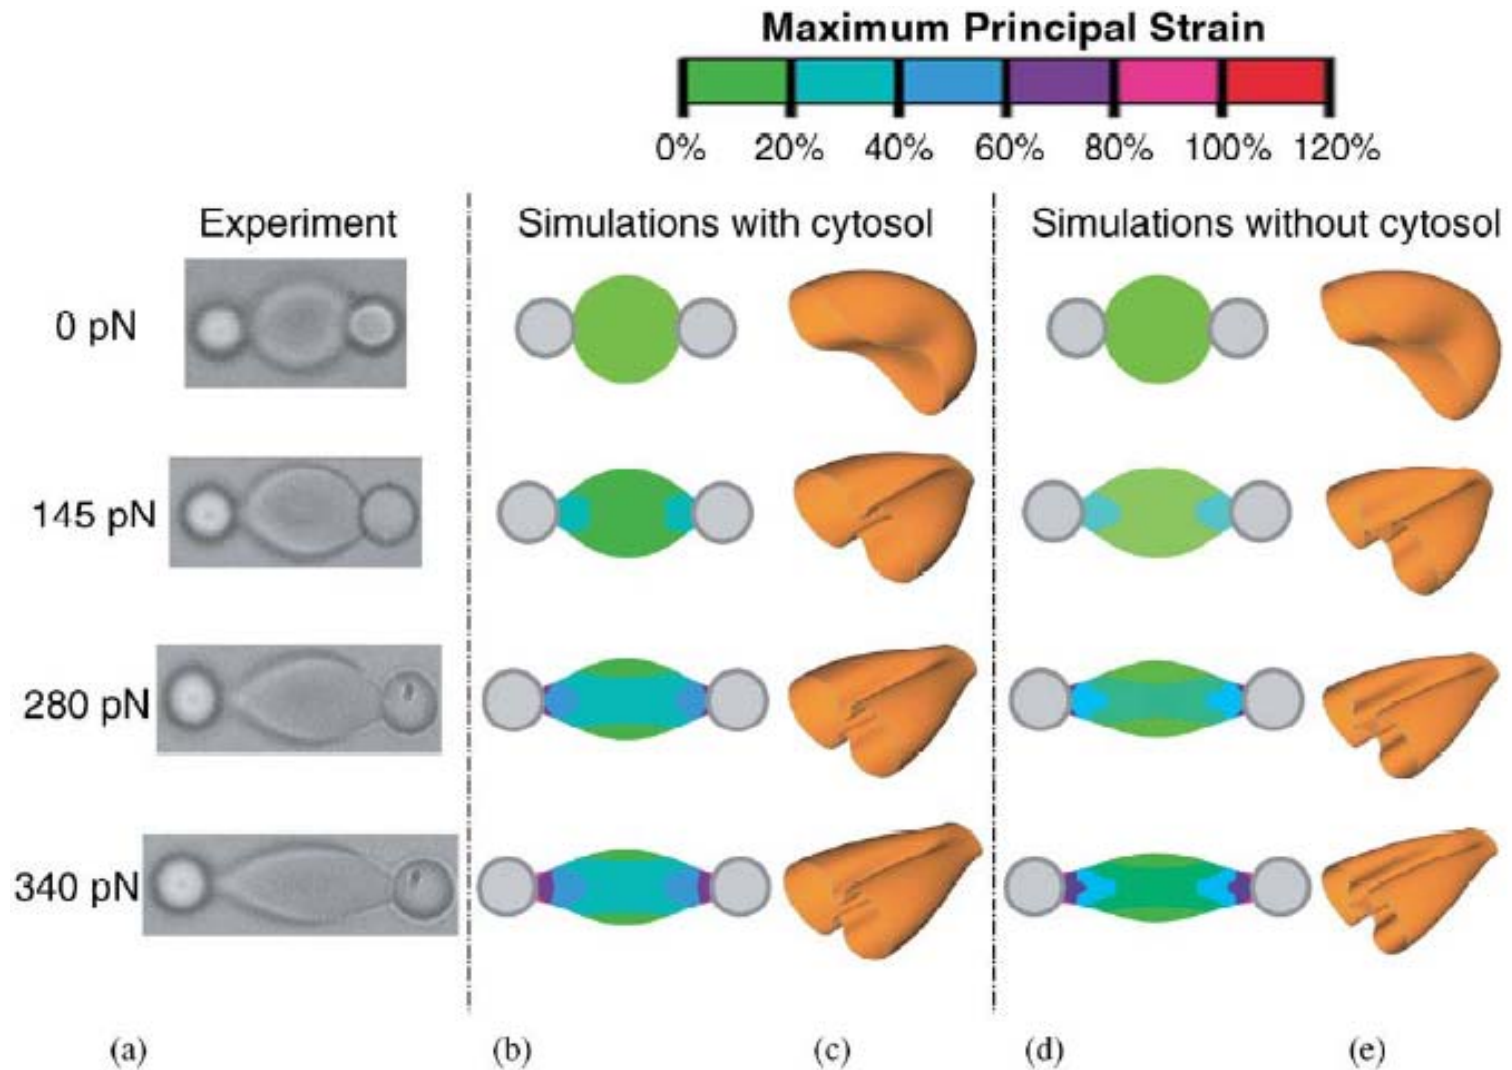 Maximum Principal Strain
0% 20% 40% 60% 80% 100% 120%
Experiment
Simulations with cytosol
Simulations without cytosol
0 pN
145 pN
280 pN
340 pN
(a) (b) (c) (d) (e)